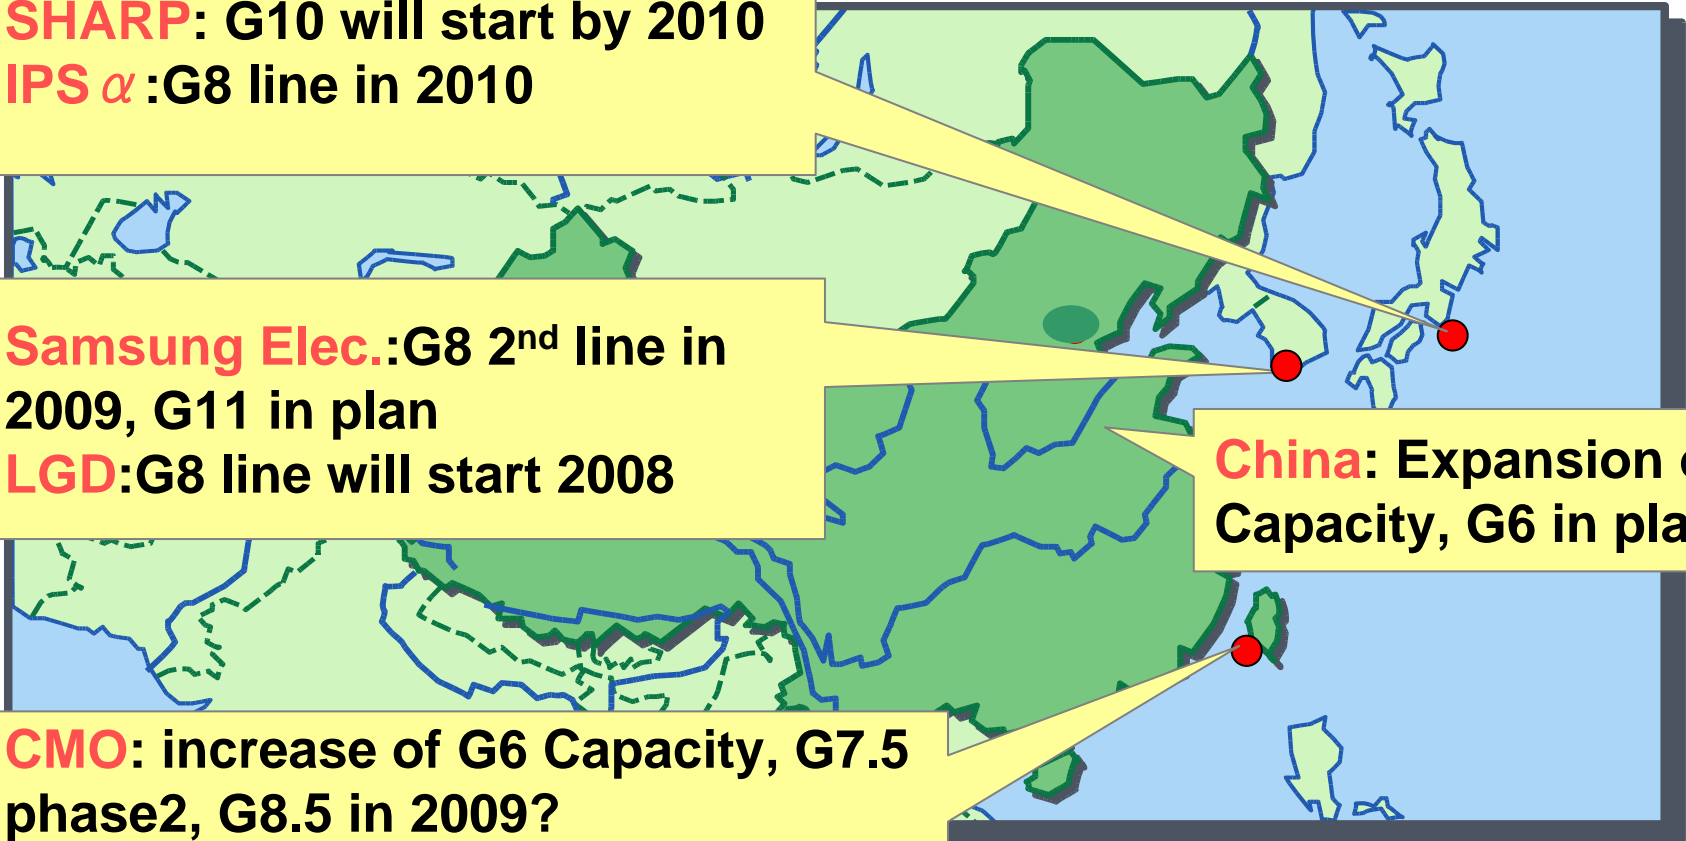 SHARP: G10 will start by 2010
IPS α :G8 line in 2010
Samsung Elec.:G8 2nd line in
2009, G11 in plan
LGD:G8 line will start 2008
China: Expansion
Capacity, G6 in
CMO: increase of G6 Capacity, G7.5
phase2, G8.5 in 2009?